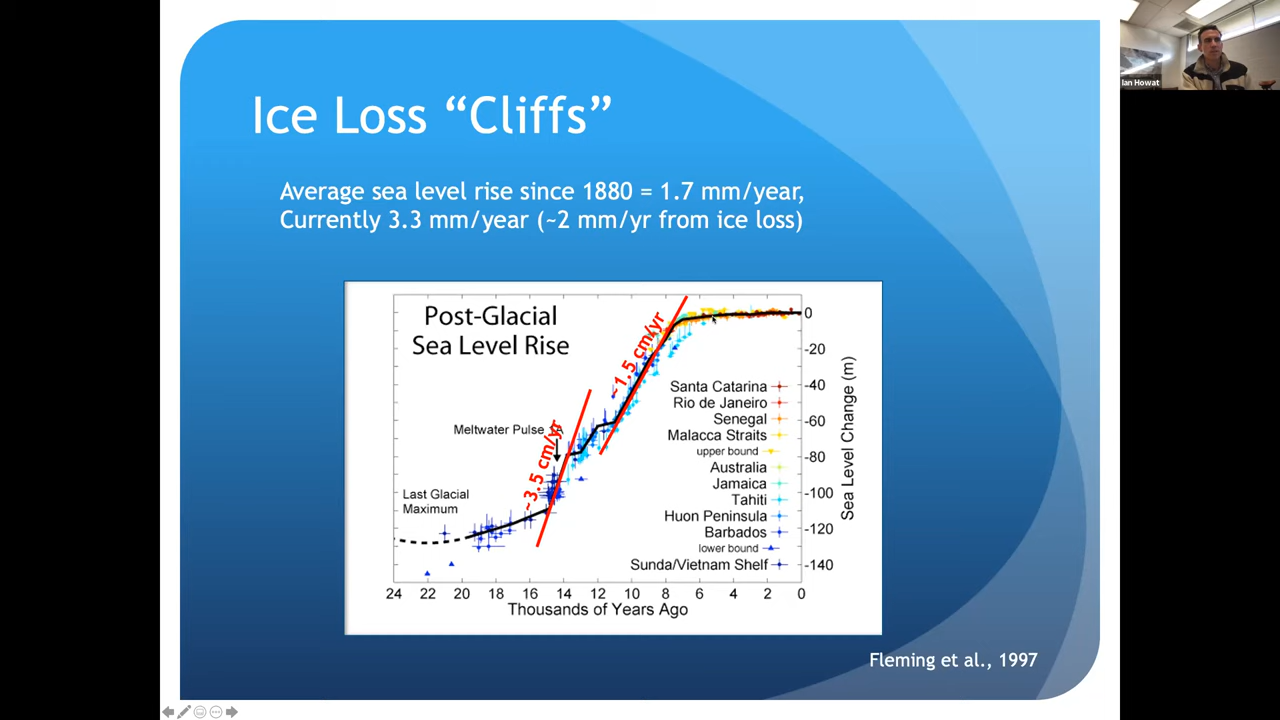 Ian Howat
Ice Loss “Cliffs”
Average sea level rise since 1880 = 1.7 mm/year,
Currently 3.3 mm/year (~2 mm/yr from ice loss)
Post-Glacial
Sea Level Rise
~1.5 cm/yr
Meltwater Pulse 1A
~3.5 cm/yr
Last Glacial
Maximum
Santa Catarina
Rio de Janeiro
Senegal
Malacca Straits
upper bound
Australia
Jamaica
Tahiti
Huon Peninsula
Barbados
lower bound
Sunda/Vietnam Shelf
0
-20
-40
-60
-80
-100
-120
-140
Sea Level Change (m)
24 22 20 18 16 14 12 10 8 6 4 2 0
Thousands of Years Ago
Fleming et al., 1997